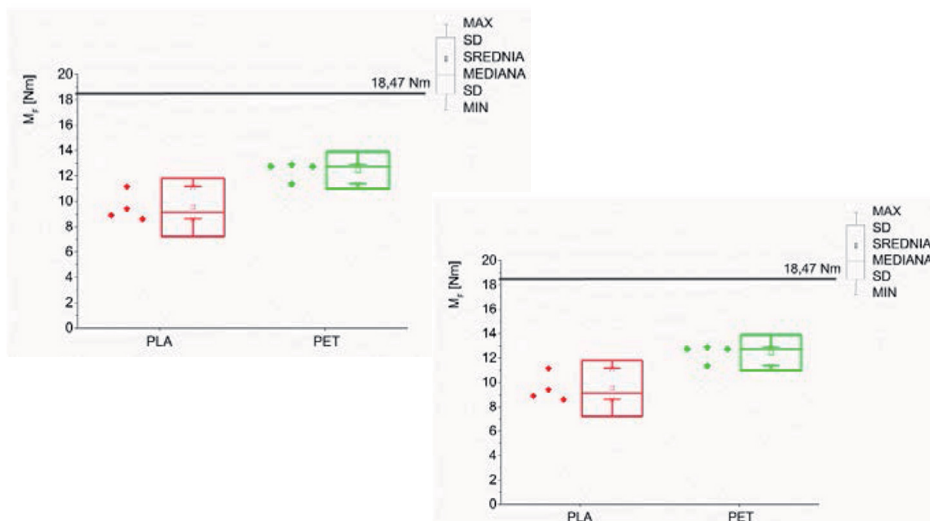 MAX
SD
SREDNIA
MEDIANA
SD
MIN
18,47 Nm
M_F [Nm]
20
18
16
14
12
10
8
6
4
2
0
PLA
PET
MAX
SD
SREDNIA
MEDIANA
SD
MIN
18,47 Nm
M_F [Nm]
20
18
16
14
12
10
8
6
4
2
0
PLA
PET